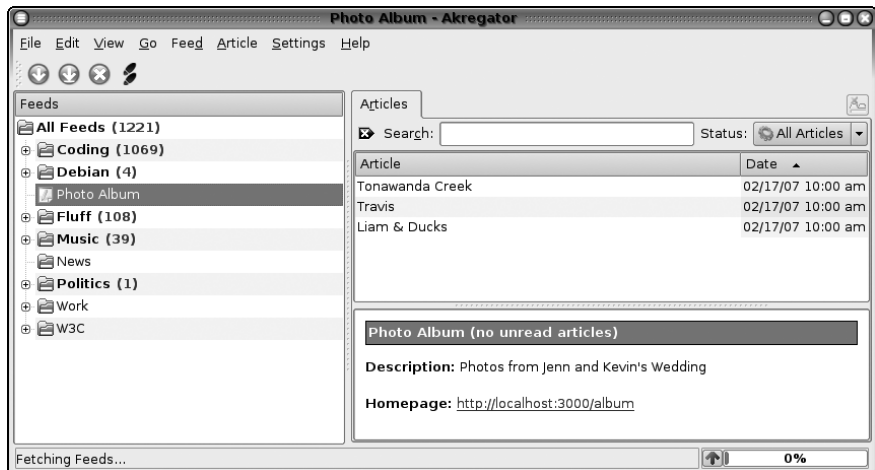 Photo Album - Akregator
File Edit View Go Feed Article Settings Help
Feeds
All Feeds (1221)
Coding (1069)
Debian (4)
Photo Album
Fluff (108)
Music (39)
News
Politics (1)
Work
W3C
Articles
Search: Status: All Articles
Article Date
Tonawanda Creek 02/17/07 10:00 am
Travis 02/17/07 10:00 am
Liam & Ducks 02/17/07 10:00 am
Photo Album (no unread articles)
Description: Photos from Jenn and Kevin's Wedding
Homepage: http://localhost:3000/album
Fetching Feeds... 0%